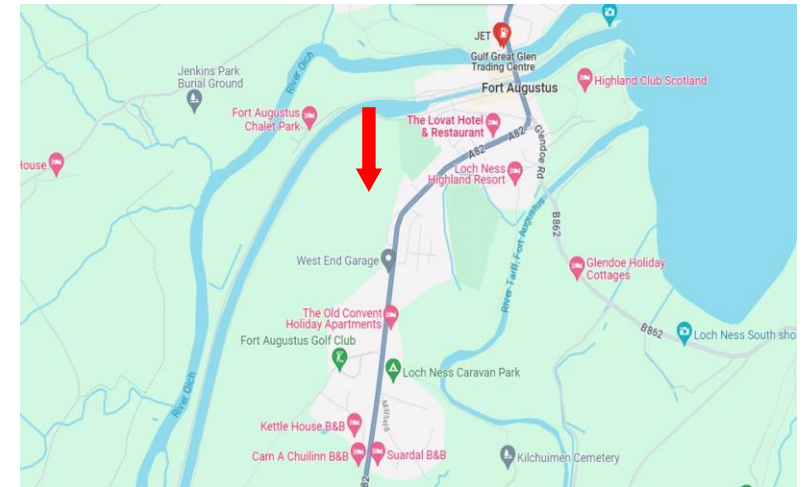 JET
Gulf Great Glen
Trading Centre
Fort Augustus
Jenkins Park
Burial Ground
River Oich
Highland Club Scotland
Fort Augustus
Chalet Park
The Lovat Hotel
& Restaurant
A82
A82
Glendoe Rd
House
Loch Ness
Highland Resort
B862
River Tarff, Fort Augustus
West End Garage
Glendoe Holiday
Cottages
The Old Convent
Holiday Apartments
B862
Loch Ness South sho
Fort Augustus Golf Club
Loch Ness Caravan Park
River Oich
Kettle House B&B
Carn A Chuilinn B&B
Suardal B&B
Kilchuimen Cemetery
82